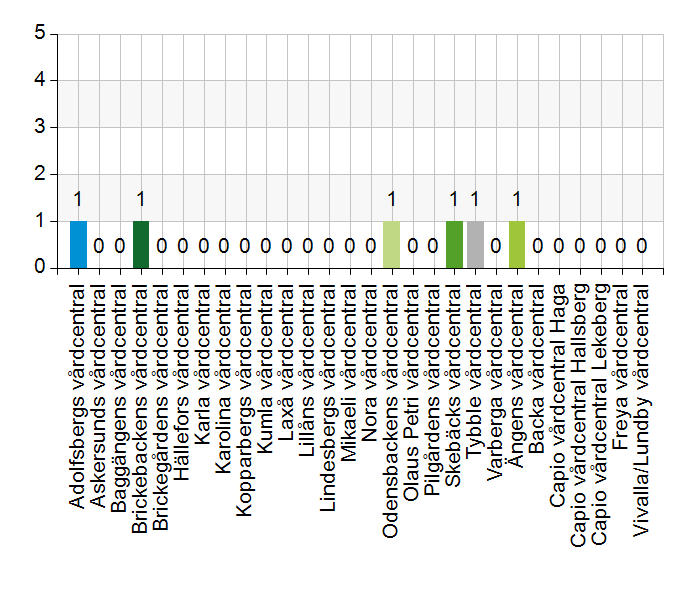 5
4
3
2
1
0
1 0 0 1 0 0 0 0 0 0 0 0 0 0 0 1 0 0 1 1 0 1 0 0 0 0 0 0
Adolfsbergs vårdcentral
Askersunds vårdcentral
Baggängens vårdcentral
Brickebackens vårdcentral
Brickegårdens vårdcentral
Hällefors vårdcentral
Karla vårdcentral
Karolina vårdcentral
Kopparbergs vårdcentral
Kumla vårdcentral
Laxå vårdcentral
Lillåns vårdcentral
Lindesbergs vårdcentral
Mikaeli vårdcentral
Nora vårdcentral
Odensbackens vårdcentral
Olaus Petri vårdcentral
Pilgårdens vårdcentral
Skebäcks vårdcentral
Tybble vårdcentral
Varberga vårdcentral
Ängens vårdcentral
Backa vårdcentral
Capio vårdcentral Haga
Capio vårdcentral Hallsberg
Capio vårdcentral Lekeberg
Freya vårdcentral
Vivalla/Lundby vårdcentral